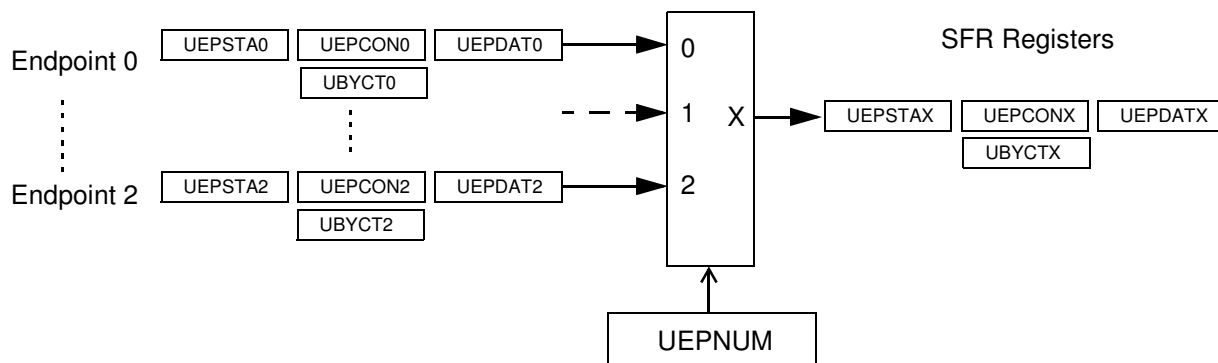 Endpoint 0 UEPSTA0 UEPCON0 UEPDAT0 0 SFR Registers
UBYCT0
1 X UEPSTAX UEPCONX UEPDATX
UBYCTX
Endpoint 2 UEPSTA2 UEPCON2 UEPDAT2 2
UBYCT2
UEPNUM